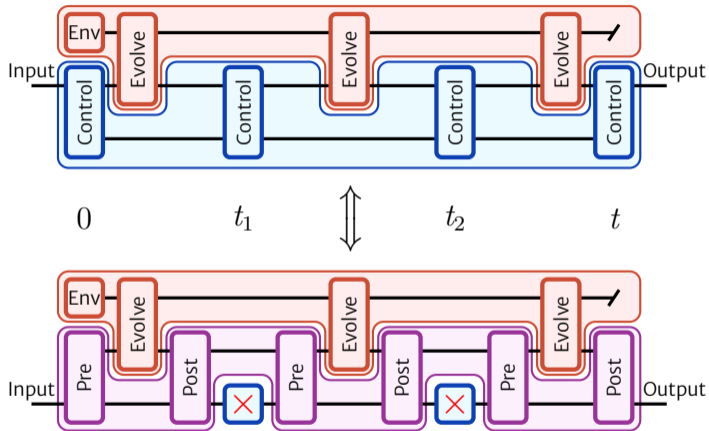 Env
Evolve
Evolve
Evolve
Input
Control
Control
Control
Control
Output
0 t₁ t₂ t
Env
Evolve
Evolve
Evolve
Pre
Post
Pre
Post
Pre
Post
Input
Output